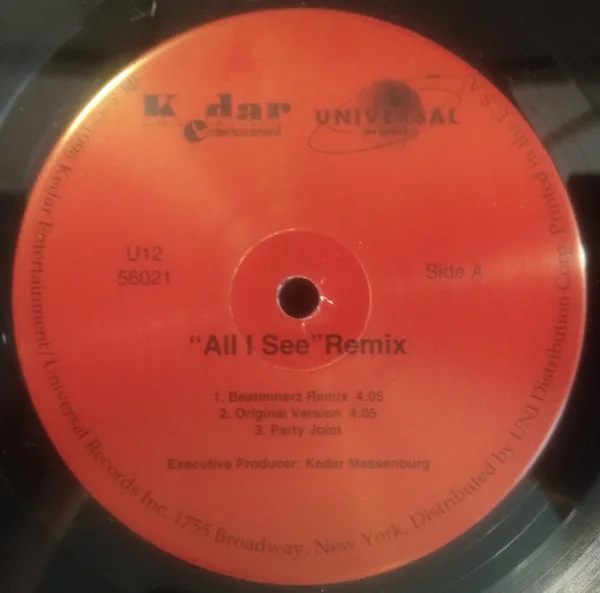 Kedar
entertainment
UNIVERSAL
RECORDS
U12
56021
Side A
"All I See" Remix
1. Beatminerz Remix 4:05
2. Original Version 4:05
3. Party Joint
Executive Producer: Kedar Massenburg
Kedar Entertainment/Universal Records Inc. 1755 Broadway, New York, Distributed by UNI Distribution Corp. Printed in the U.S.A.